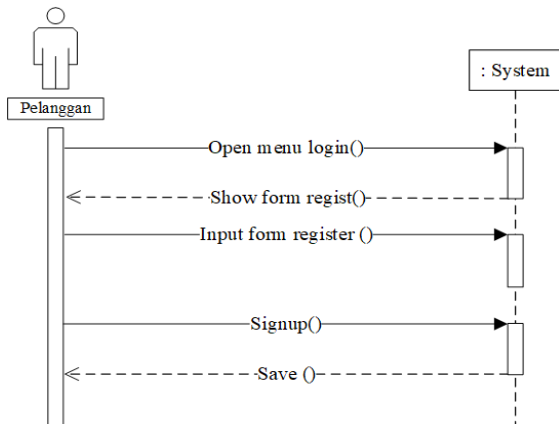 : System
Pelanggan
Open menu login()
Show form regist()
Input form register ()
Signup()
Save ()